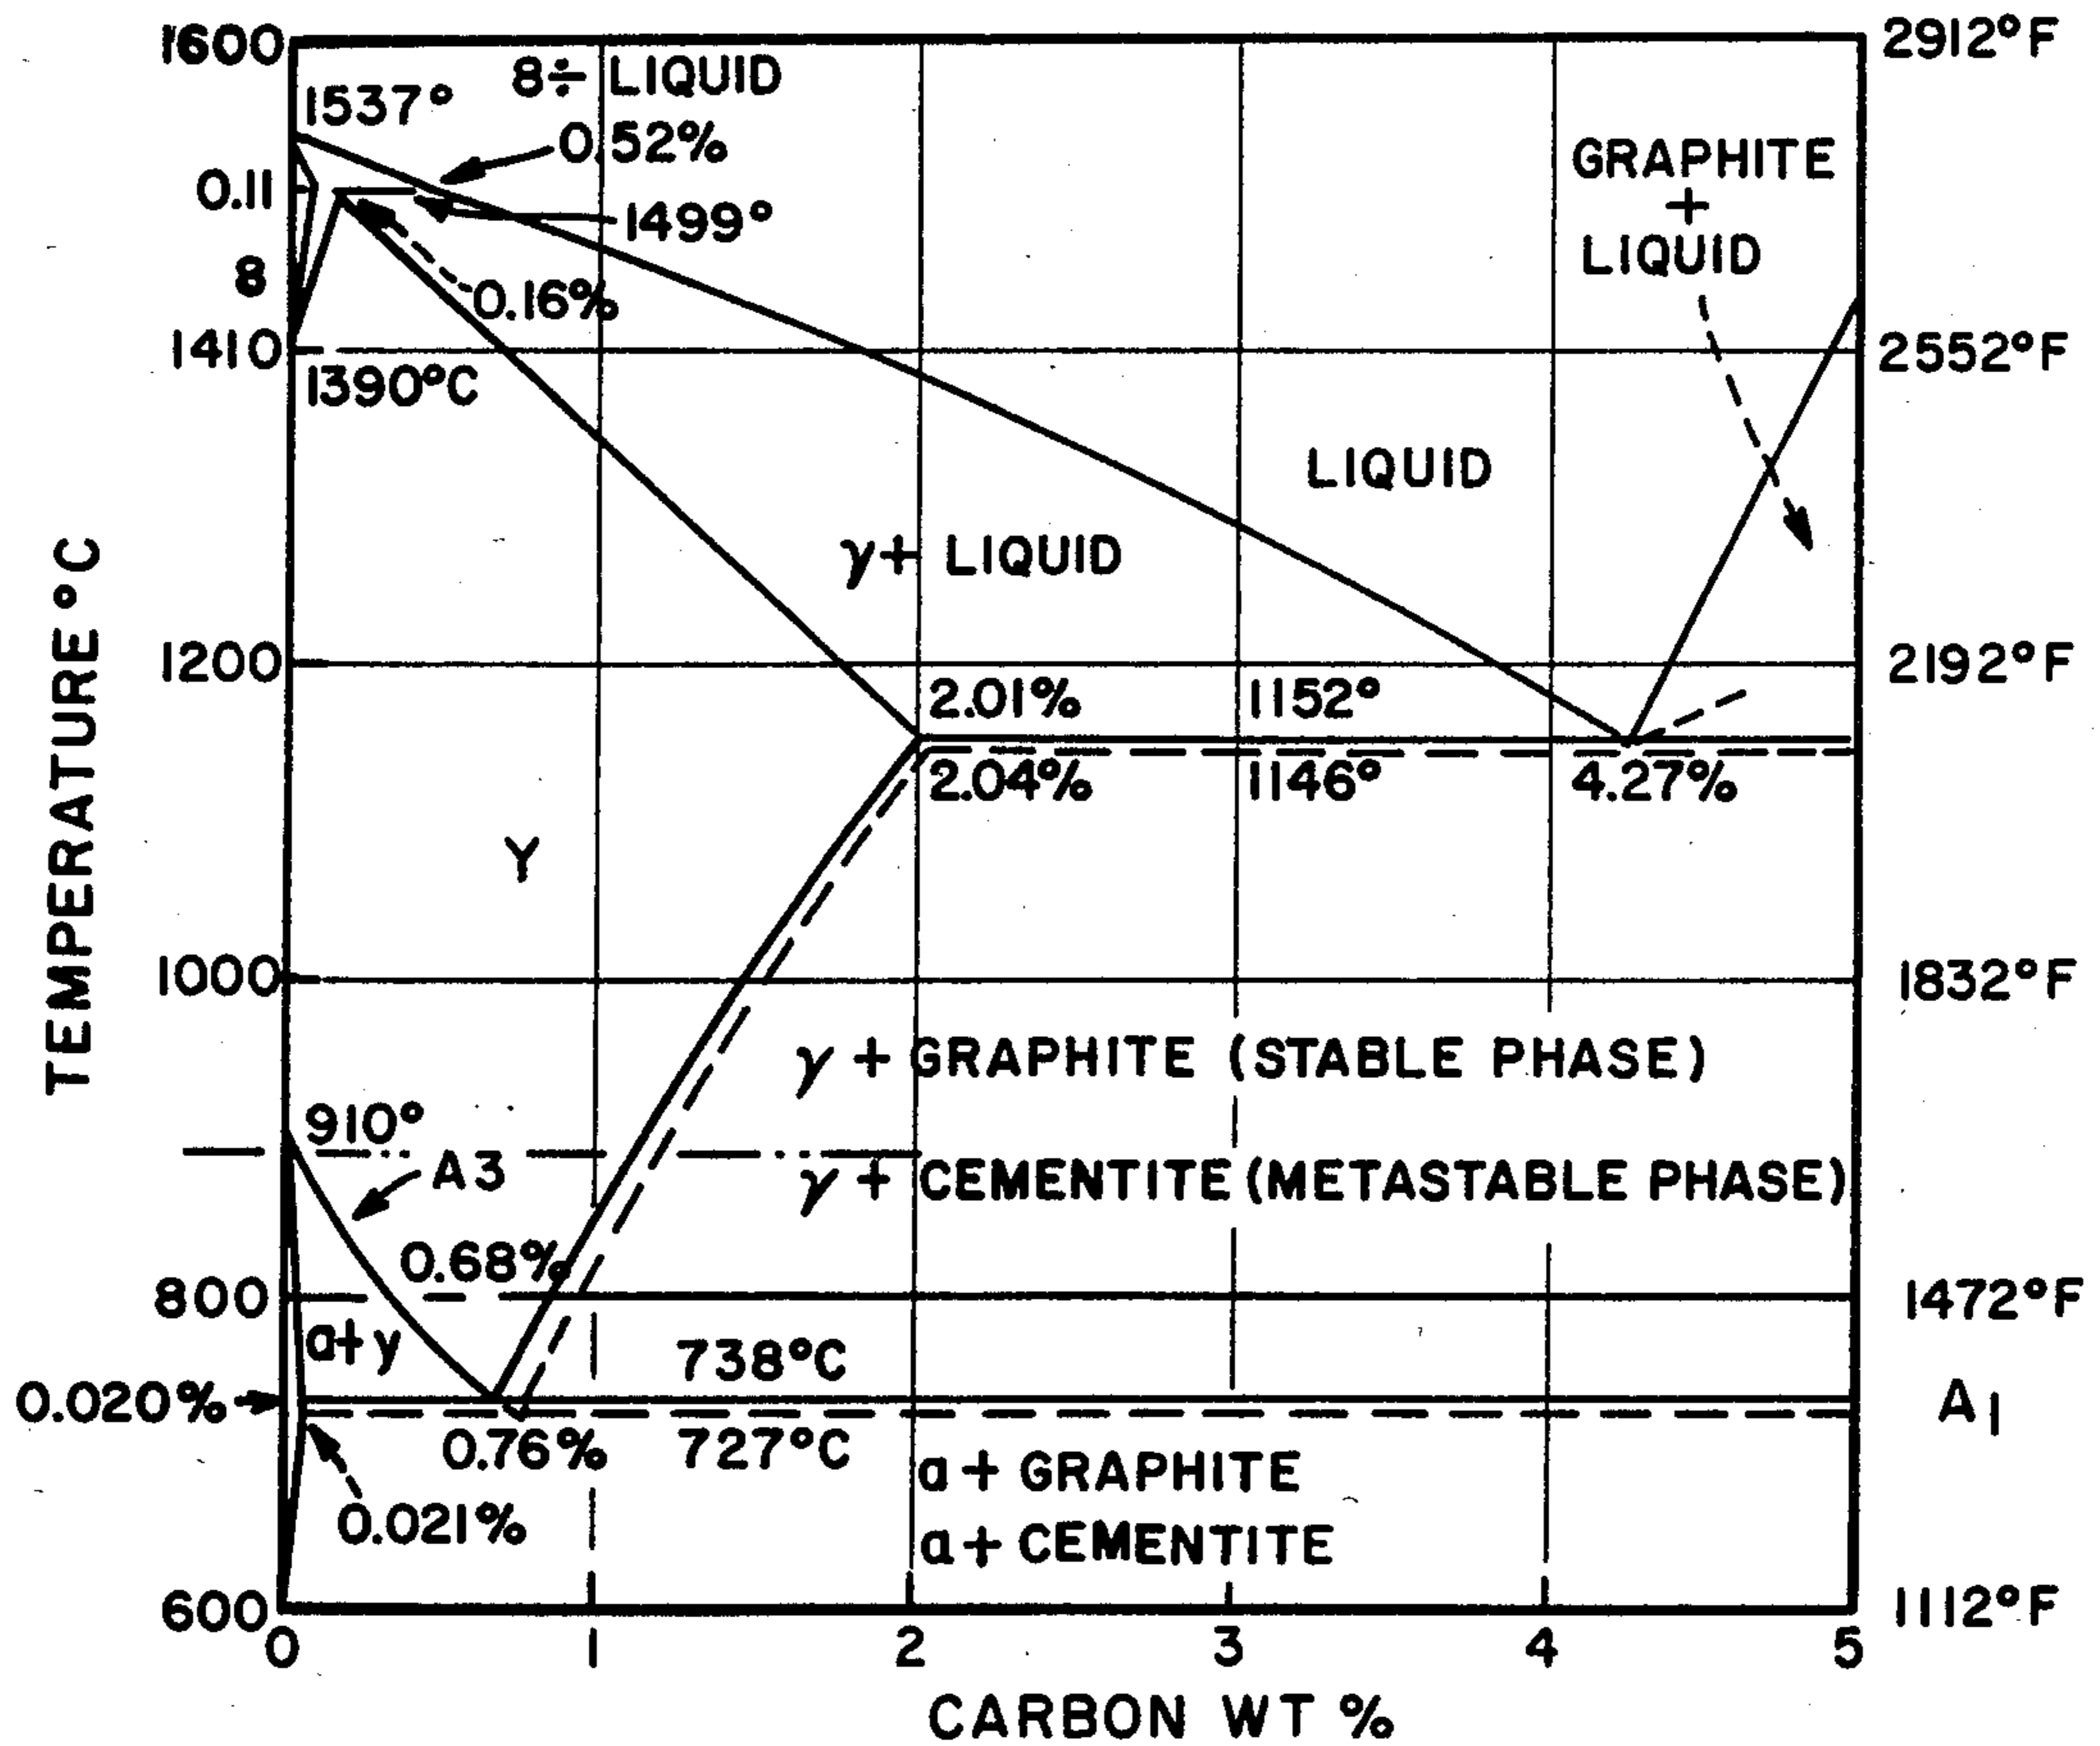 1600
2912°F
8÷ LIQUID
1537°
0.52%
GRAPHITE
+
LIQUID
0.11
1499°
8
0.16%
1410
2552°F
1390°C
LIQUID
γ+ LIQUID
TEMPERATURE °C
1200
2192°F
2.01%
1152°
2.04%
1146°
4.27%
γ
1000
1832°F
γ + GRAPHITE (STABLE PHASE)
910°
A3
γ + CEMENTITE (METASTABLE PHASE)
0.68%
800
1472°F
a+y
738°C
0.020%
A1
0.76%
727°C
a + GRAPHITE
0.021%
a + CEMENTITE
600
1112°F
0
1
2
3
4
5
CARBON WT %